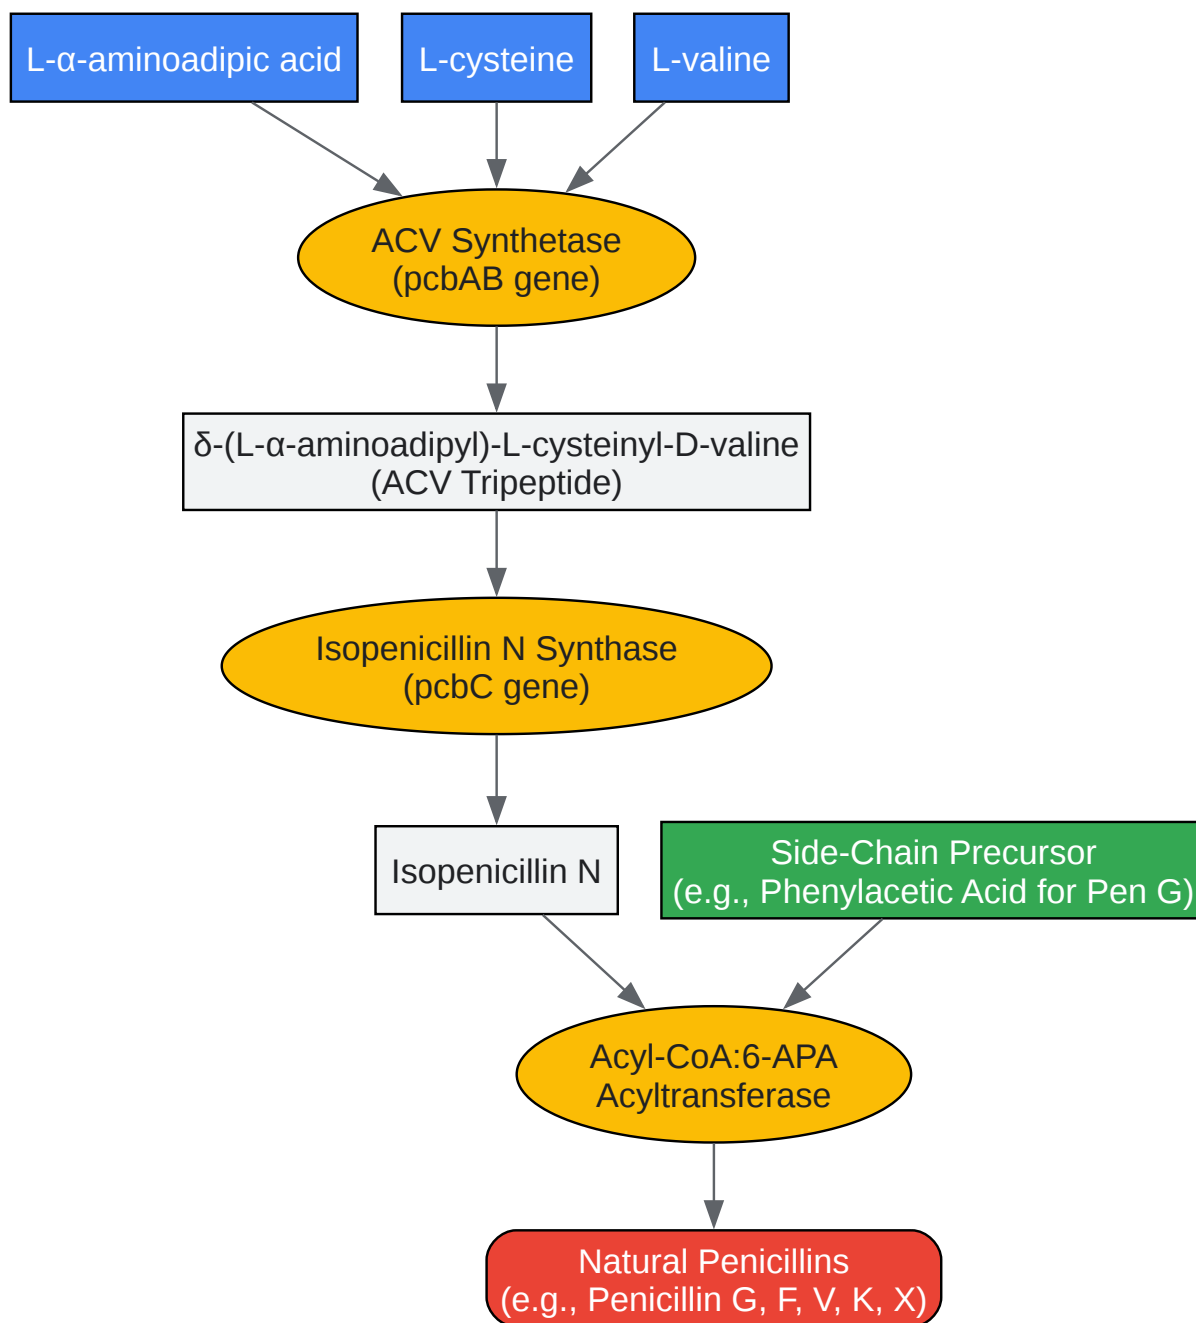 L-α-aminoadipic acid
L-cysteine
L-valine
ACV Synthetase
(pcbAB gene)
δ-(L-α-aminoadipyl)-L-cysteinyl-D-valine
(ACV Tripeptide)
Isopenicillin N Synthase
(pcbC gene)
Isopenicillin N
Side-Chain Precursor
(e.g., Phenylacetic Acid for Pen G)
Acyl-CoA:6-APA
Acyltransferase
Natural Penicillins
(e.g., Penicillin G, F, V, K, X)